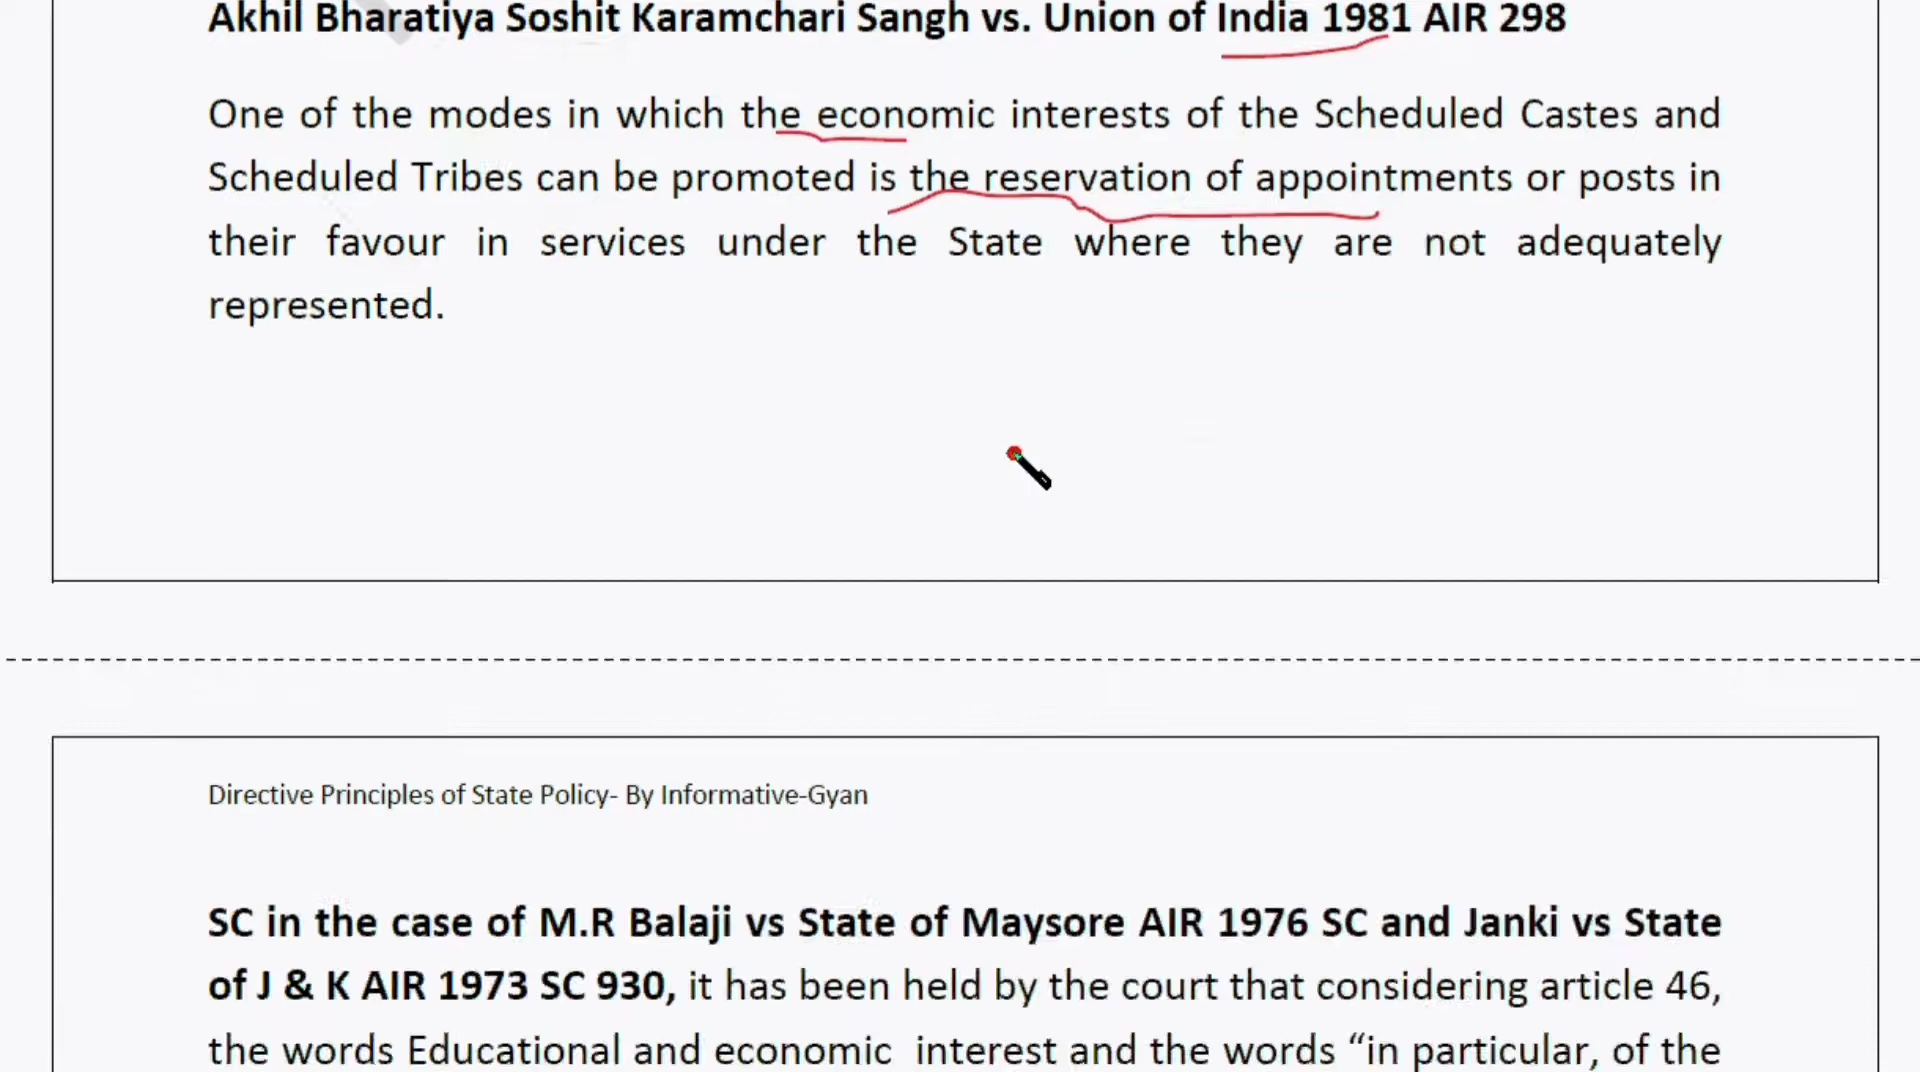 Akhil Bharatiya Soshit Karamchari Sangh vs. Union of India 1981 AIR 298
One of the modes in which the economic interests of the Scheduled Castes and
Scheduled Tribes can be promoted is the reservation of appointments or posts in
their favour in services under the State where they are not adequately
represented.
Directive Principles of State Policy- By Informative-Gyan
SC in the case of M.R Balaji vs State of Maysore AIR 1976 SC and Janki vs State
of J & K AIR 1973 SC 930, it has been held by the court that considering article 46,
the words Educational and economic interest and the words “in particular, of the